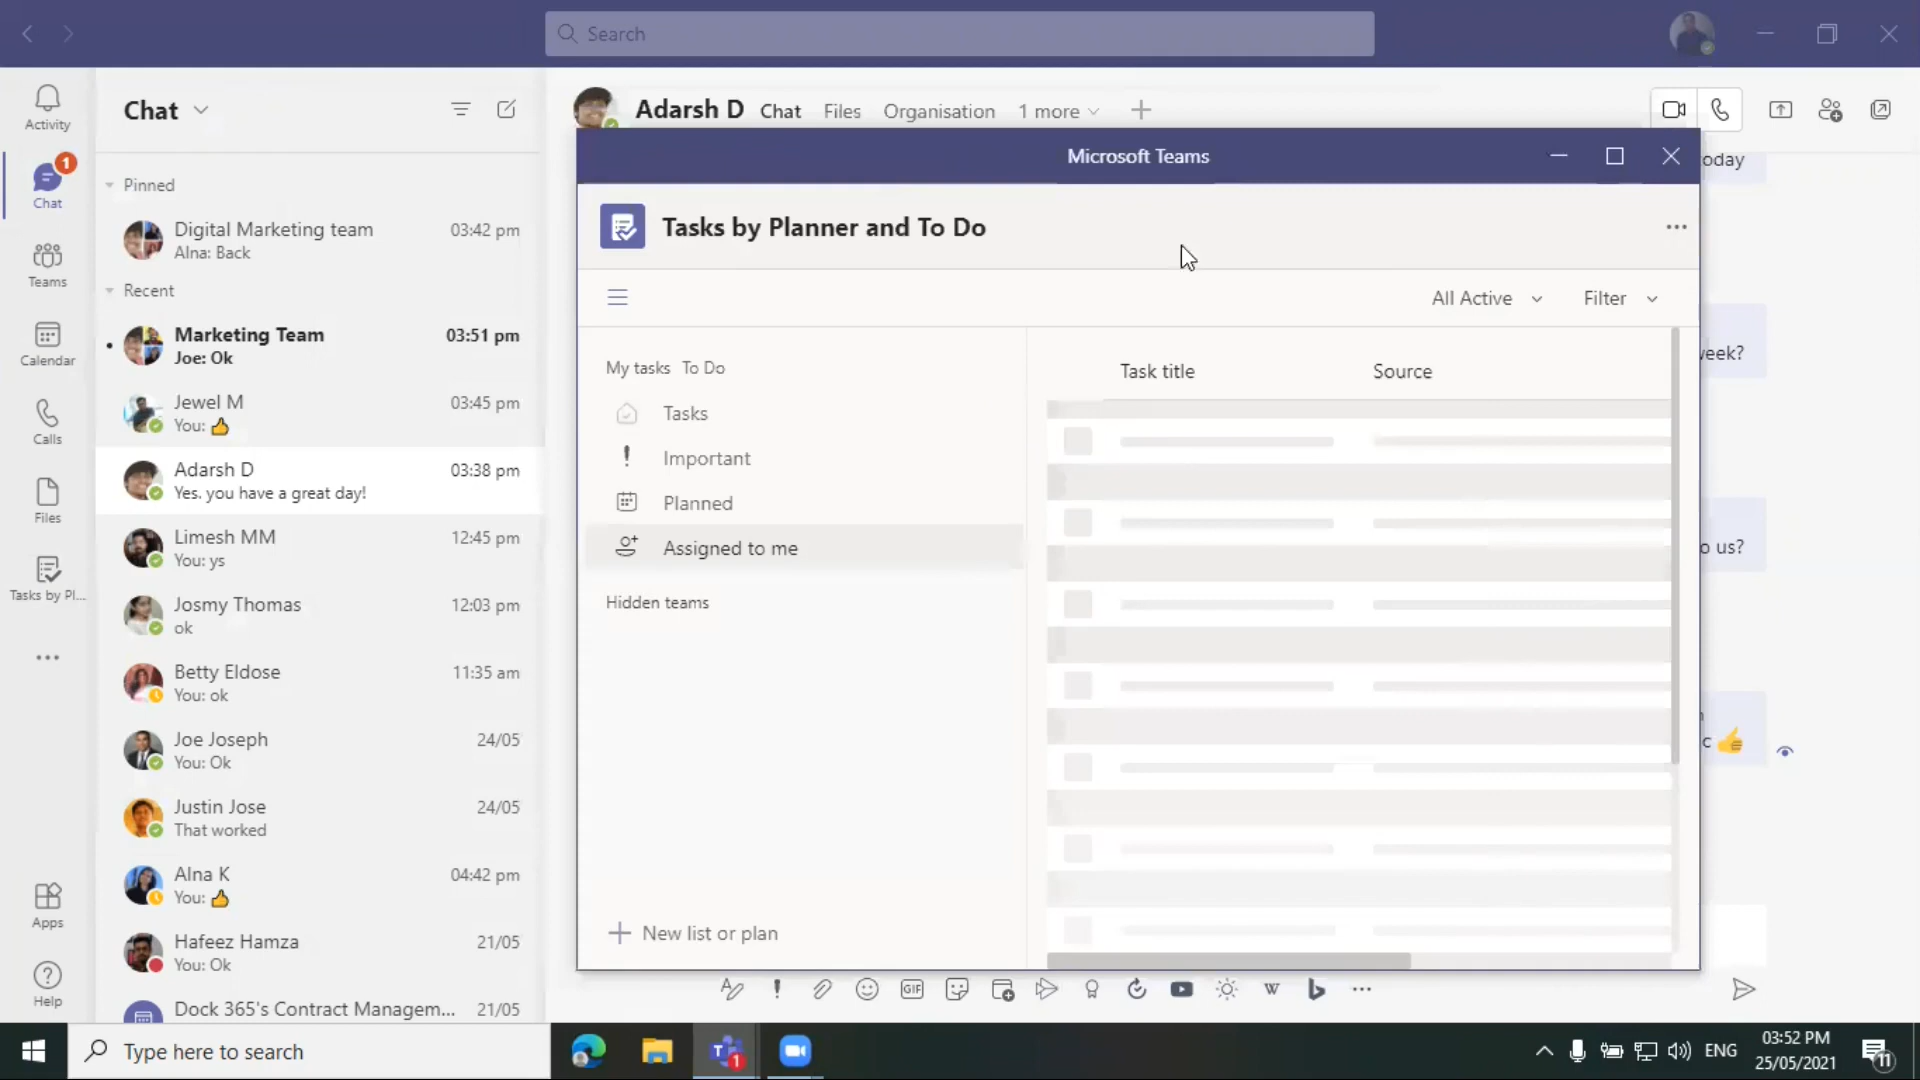 Search
Activity
1
Chat
Teams
Calendar
Calls
Files
Tasks by Pl...
Apps
Help
Chat
Pinned
Digital Marketing team 03:42 pm
Alna: Back
Recent
Marketing Team 03:51 pm
Joe: Ok
Jewel M 03:45 pm
You: 👍
Adarsh D 03:38 pm
Yes. you have a great day!
Limesh MM 12:45 pm
You: ys
Josmy Thomas 12:03 pm
ok
Betty Eldose 11:35 am
You: ok
Joe Joseph 24/05
You: Ok
Justin Jose 24/05
That worked
Alna K 04:42 pm
You: 👍
Hafeez Hamza 21/05
You: Ok
Dock 365's Contract Managem... 21/05
Adarsh D Chat Files Organisation 1 more
Microsoft Teams
Tasks by Planner and To Do
All Active Filter
My tasks To Do
Tasks
Important
Planned
Assigned to me
Hidden teams
New list or plan
Task title Source
oday
week?
o us?
c 👍
GIF
W
Type here to search
T
1
ENG
03:52 PM
25/05/2021
11